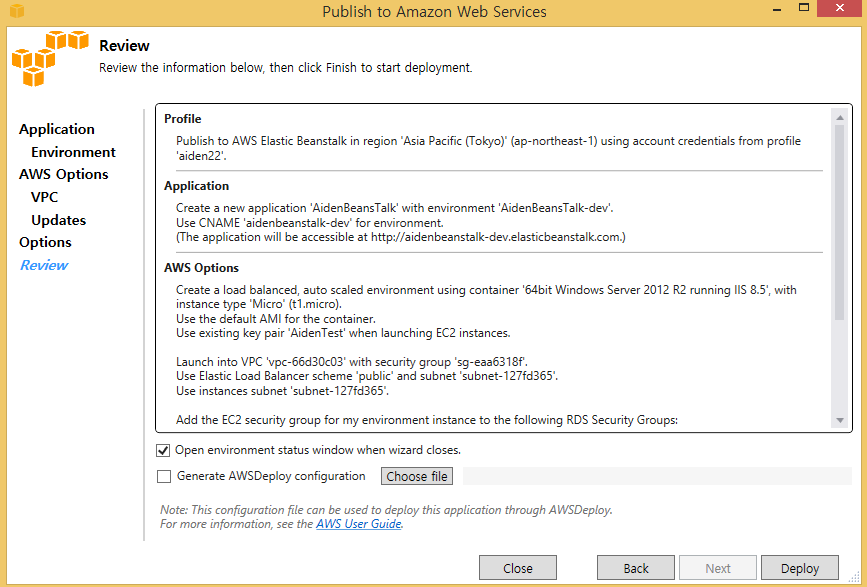 Publish to Amazon Web Services
Review
Review the information below, then click Finish to start deployment.
Application
Environment
AWS Options
VPC
Updates
Options
Review
Profile
Publish to AWS Elastic Beanstalk in region 'Asia Pacific (Tokyo)' (ap-northeast-1) using account credentials from profile
'aiden22'.
Application
Create a new application 'AidenBeansTalk' with environment 'AidenBeansTalk-dev'.
Use CNAME 'aidenbeanstalk-dev' for environment.
(The application will be accessible at http://aidenbeanstalk-dev.elasticbeanstalk.com.)
AWS Options
Create a load balanced, auto scaled environment using container '64bit Windows Server 2012 R2 running IIS 8.5', with
instance type 'Micro' (t1.micro).
Use the default AMI for the container.
Use existing key pair 'AidenTest' when launching EC2 instances.
Launch into VPC 'vpc-66d30c03' with security group 'sg-eaa6318f'.
Use Elastic Load Balancer scheme 'public' and subnet 'subnet-127fd365'.
Use instances subnet 'subnet-127fd365'.
Add the EC2 security group for my environment instance to the following RDS Security Groups:
Open environment status window when wizard closes.
Generate AWSDeploy configuration Choose file
Note: This configuration file can be used to deploy this application through AWSDeploy.
For more information, see the AWS User Guide.
Close Back Next Deploy